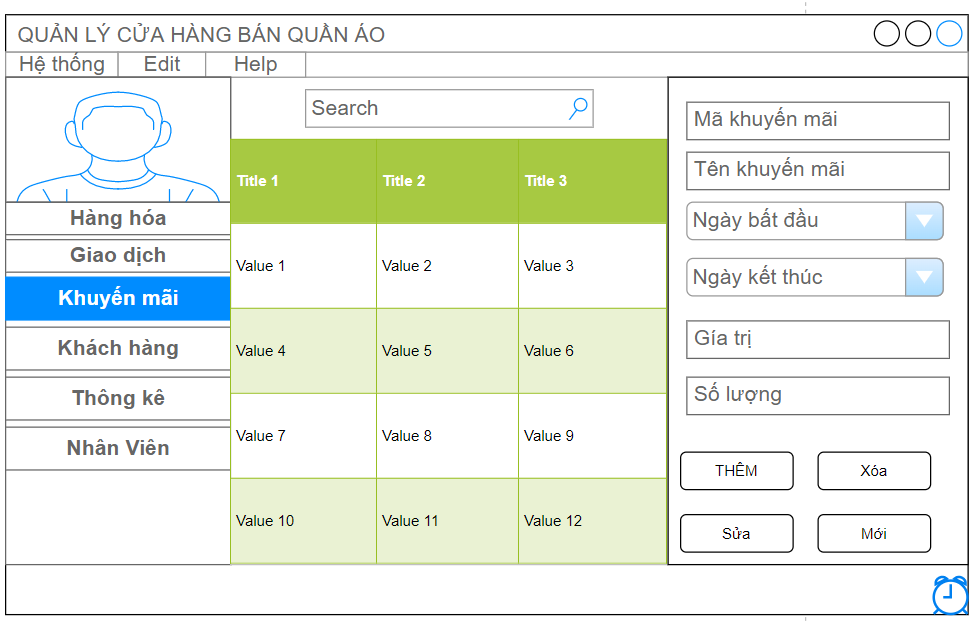 QUẢN LÝ CỬA HÀNG BÁN QUẦN ÁO
Hệ thống Edit Help
Search
Hàng hóa
Giao dịch
Khuyến mãi
Khách hàng
Thông kê
Nhân Viên
Title 1 Title 2 Title 3
Value 1 Value 2 Value 3
Value 4 Value 5 Value 6
Value 7 Value 8 Value 9
Value 10 Value 11 Value 12
Mã khuyến mãi
Tên khuyến mãi
Ngày bất đầu
Ngày kết thúc
Gía trị
Số lượng
THÊM Xóa
Sửa Mới